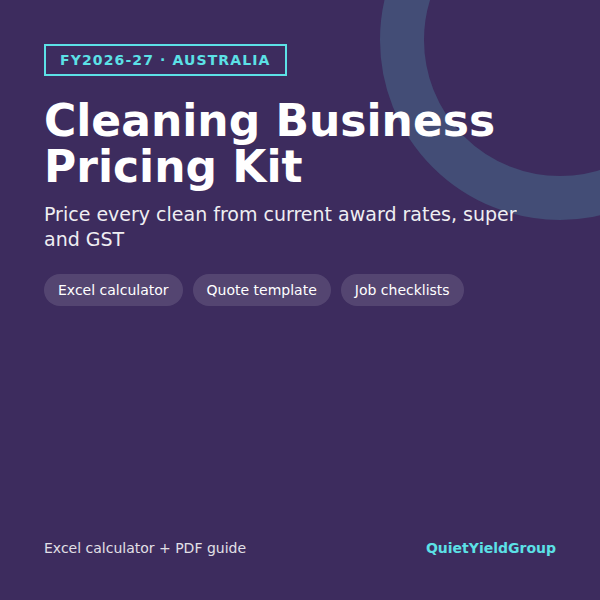 FY2026-27 · AUSTRALIA
Cleaning Business
Pricing Kit
Price every clean from current award rates, super
and GST
Excel calculator
Quote template
Job checklists
Excel calculator + PDF guide
QuietYieldGroup